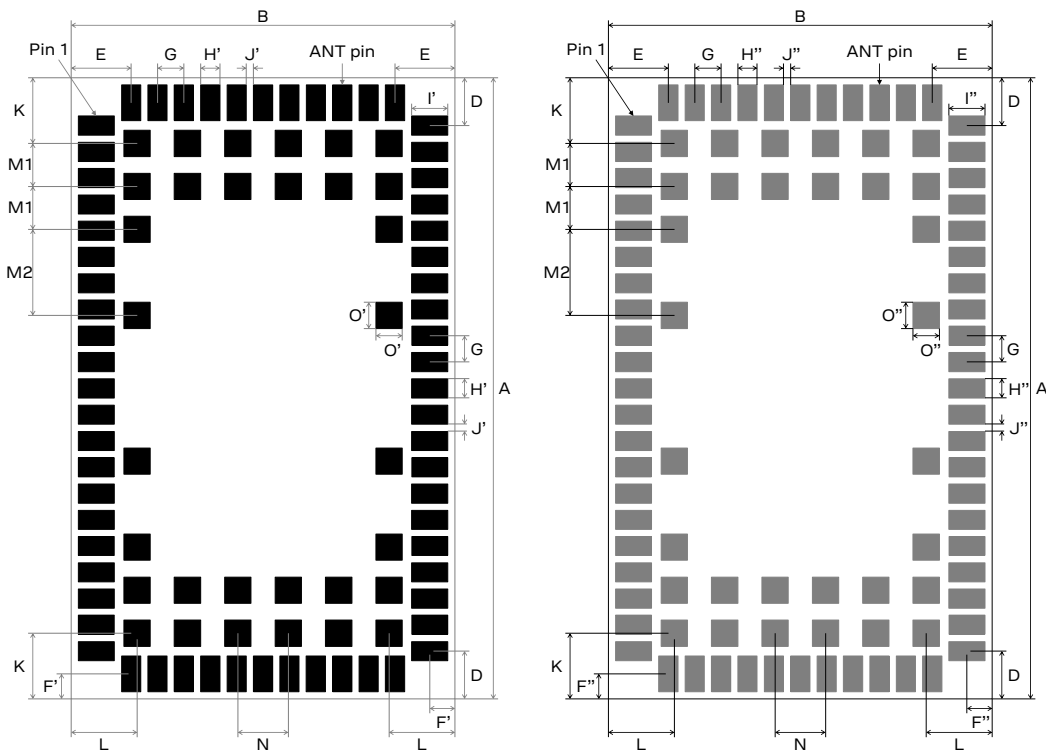 B
Pin 1
E
G
H'
J'
ANT pin
E
K
D
I'
M1
M1
M2
O'
O'
G
A
H'
J'
K
F'
D
F'
L
N
L
B
Pin 1
E
G
H"
J"
ANT pin
E
K
D
I"
M1
M1
M2
O"
O"
G
A
H"
J"
K
F"
D
F"
L
N
L